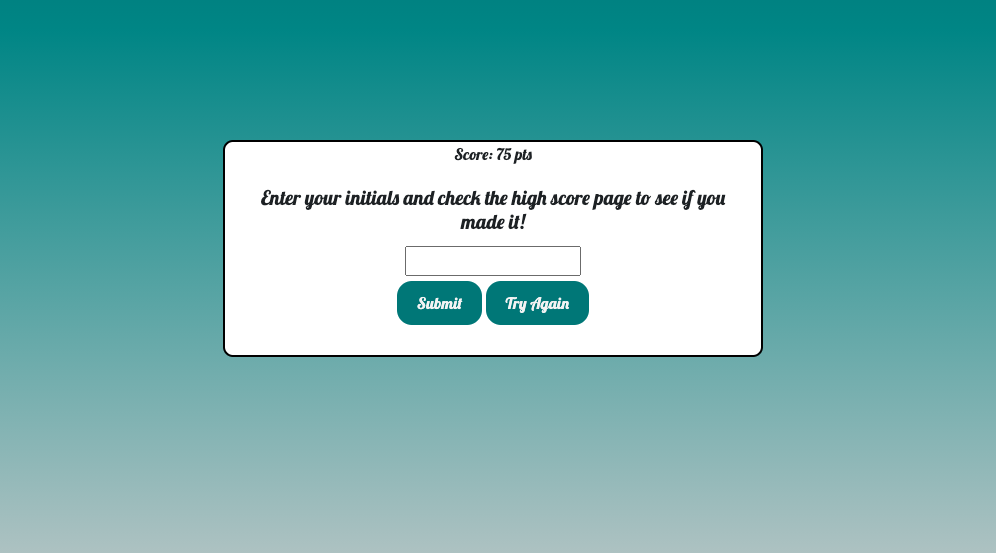 Score: 75 pts
Enter your initials and check the high score page to see if you
made it!
Submit Try Again